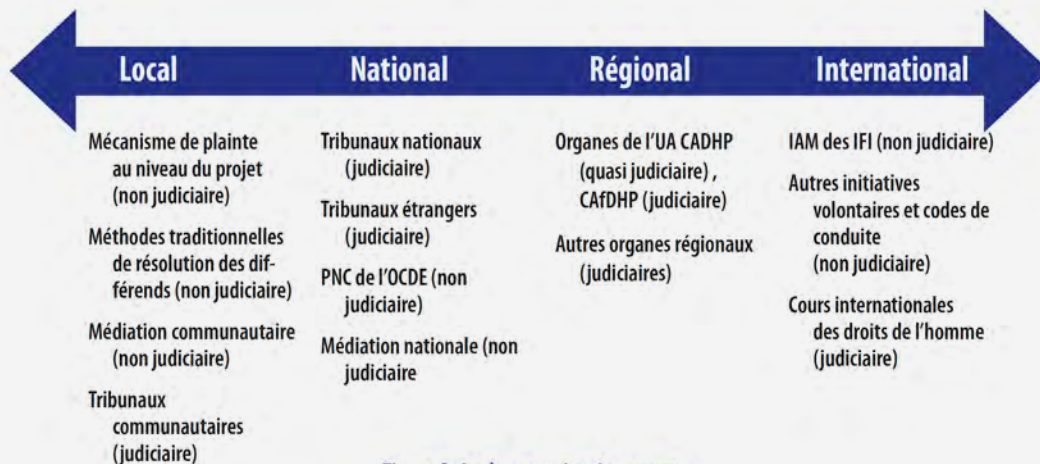 Local
National
Régional
International
Mécanisme de plainte
au niveau du projet
(non judiciaire)
Méthodes traditionnelles
de résolution des dif-
férends (non judiciaire)
Médiation communautaire
(non judiciaire)
Tribunaux
communautaires
(judiciaire)
Tribunaux nationaux
(judiciaire)
Tribunaux étrangers
(judiciaire)
PNC de l'OCDE (non
judiciaire)
Médiation nationale (non
judiciaire
Organes de l'UA CADHP
(quasi judiciaire) ,
CAfDHP (judiciaire)
Autres organes régionaux
(judiciaires)
IAM des IFI (non judiciaire)
Autres initiatives
volontaires et codes de
conduite
(non judiciaire)
Cours internationales
des droits de l'homme
(judiciaire)